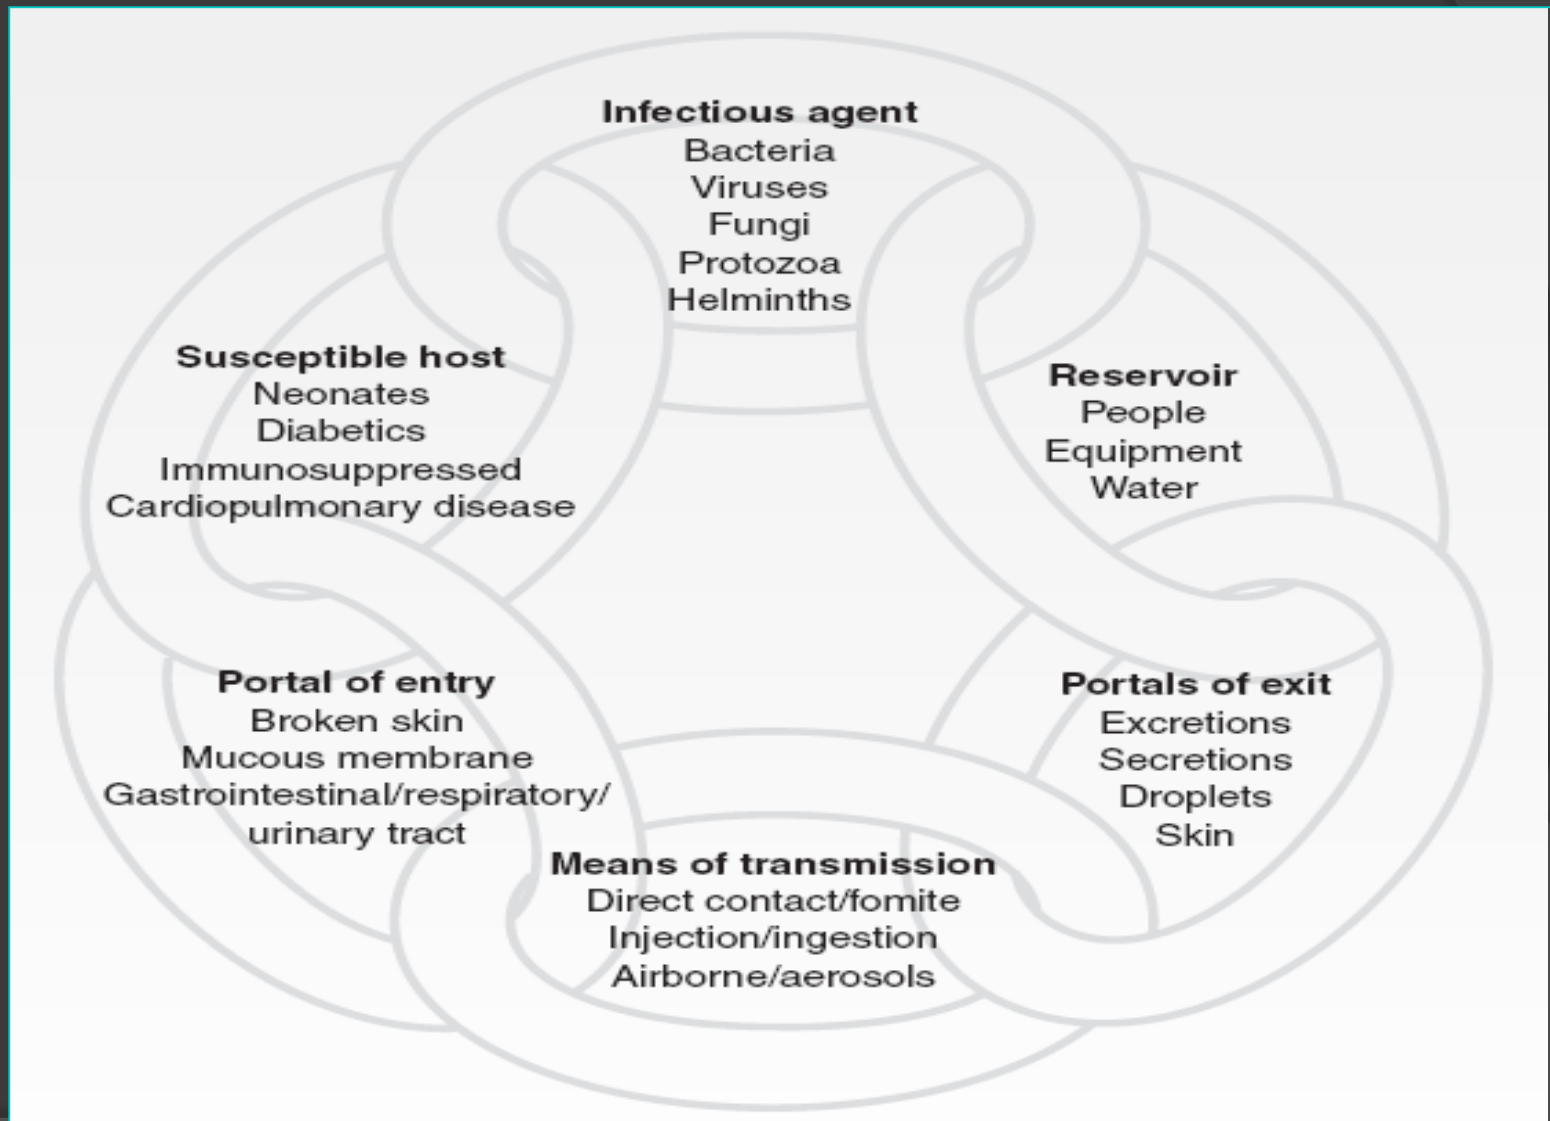 Infectious agent
Bacteria
Viruses
Fungi
Protozoa
Helminths
Reservoir
People
Equipment
Water
Portals of exit
Excretions
Secretions
Droplets
Skin
Means of transmission
Direct contact/fomite
Injection/ingestion
Airborne/aerosols
Portal of entry
Broken skin
Mucous membrane
Gastrointestinal/respiratory/
urinary tract
Susceptible host
Neonates
Diabetics
Immunosuppressed
Cardiopulmonary disease